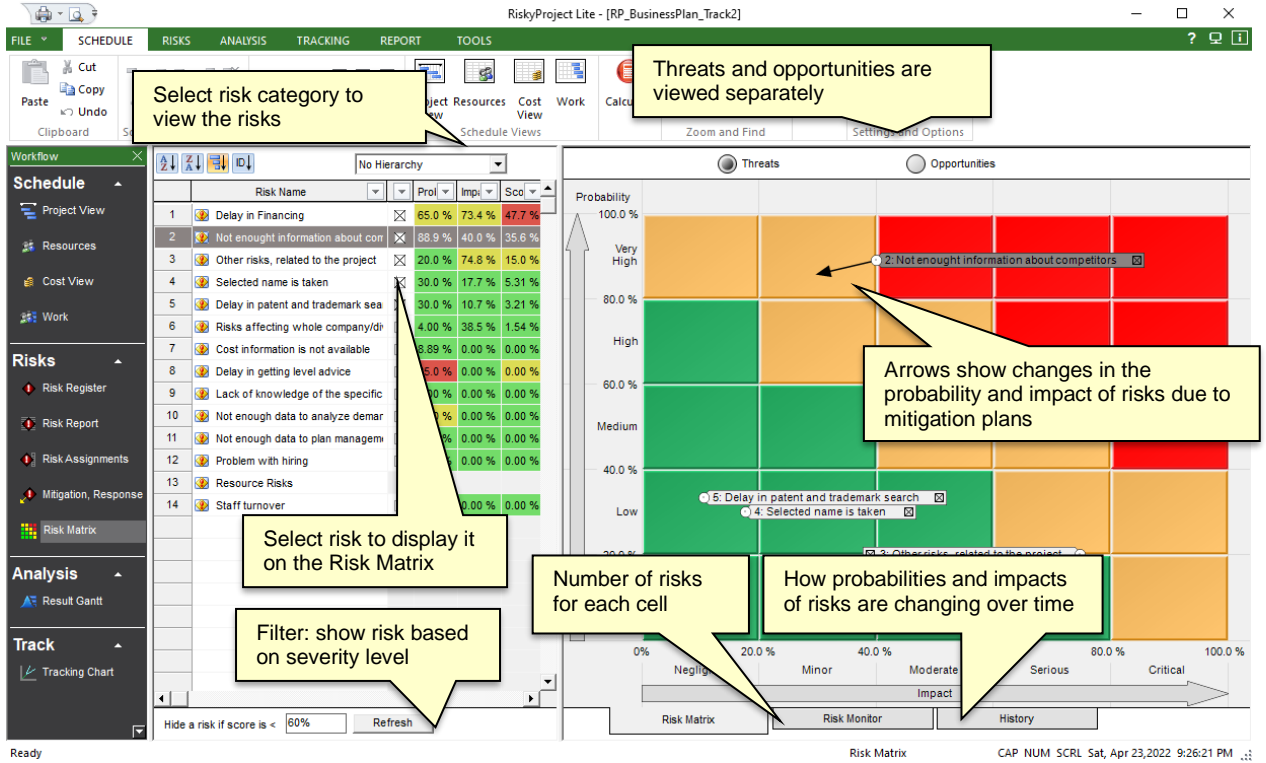 RiskyProject Lite - [RP_BusinessPlan_Track2]
FILE SCHEDULE RISKS ANALYSIS TRACKING REPORT TOOLS
Paste
Cut
Copy
Undo
Clipboard
Resources
Cost
View
Work
Schedule Views
Zoom and Find
Settings and Options
Select risk category to
view the risks
Threats and opportunities are
viewed separately
Workflow
Schedule
Project View
Resources
Cost View
Work
Risks
Risk Register
Risk Report
Risk Assignments
Mitigation, Response
Risk Matrix
Analysis
Result Gantt
Track
Tracking Chart
No Hierarchy
Risk Name
1 Delay in Financing 65.0 % 73.4 % 47.7 %
2 Not enought information about com 88.9 % 40.0 % 35.6 %
3 Other risks, related to the project 20.0 % 74.8 % 15.0 %
4 Selected name is taken 30.0 % 17.7 % 5.31 %
5 Delay in patent and trademark sea 30.0 % 10.7 % 3.21 %
6 Risks affecting whole company/di 4.00 % 38.5 % 1.54 %
7 Cost information is not available 0.00 % 0.00 %
8 Delay in getting level advice 0.00 % 0.00 %
9 Lack of knowledge of the specific 0.00 % 0.00 %
10 Not enough data to analyze demar 0.00 % 0.00 %
11 Not enough data to plan managem 0.00 % 0.00 %
12 Problem with hiring 0.00 % 0.00 %
13 Resource Risks
14 Staff turnover 0.00 % 0.00 %
Select risk to display it
on the Risk Matrix
Filter: show risk based
on severity level
Hide a risk if score is < 60% Refresh
Threats Opportunities
Probability
100.0 %
Very
High
2: Not enought information about competitors
80.0 %
High
Arrows show changes in the
probability and impact of risks due to
mitigation plans
60.0 %
Medium
40.0 %
5: Delay in patent and trademark search
Low
4: Selected name is taken
20.0 %
3: Other risks, related to the project
Number of risks
for each cell
How probabilities and impacts
of risks are changing over time
0% 20.0 % 40.0 % 80.0 % 100.0 %
Minor Moderate Serious Critical
Impact
Risk Matrix Risk Monitor History
Ready
Risk Matrix CAP NUM SCRL Sat, Apr 23,2022 9:26:21 PM